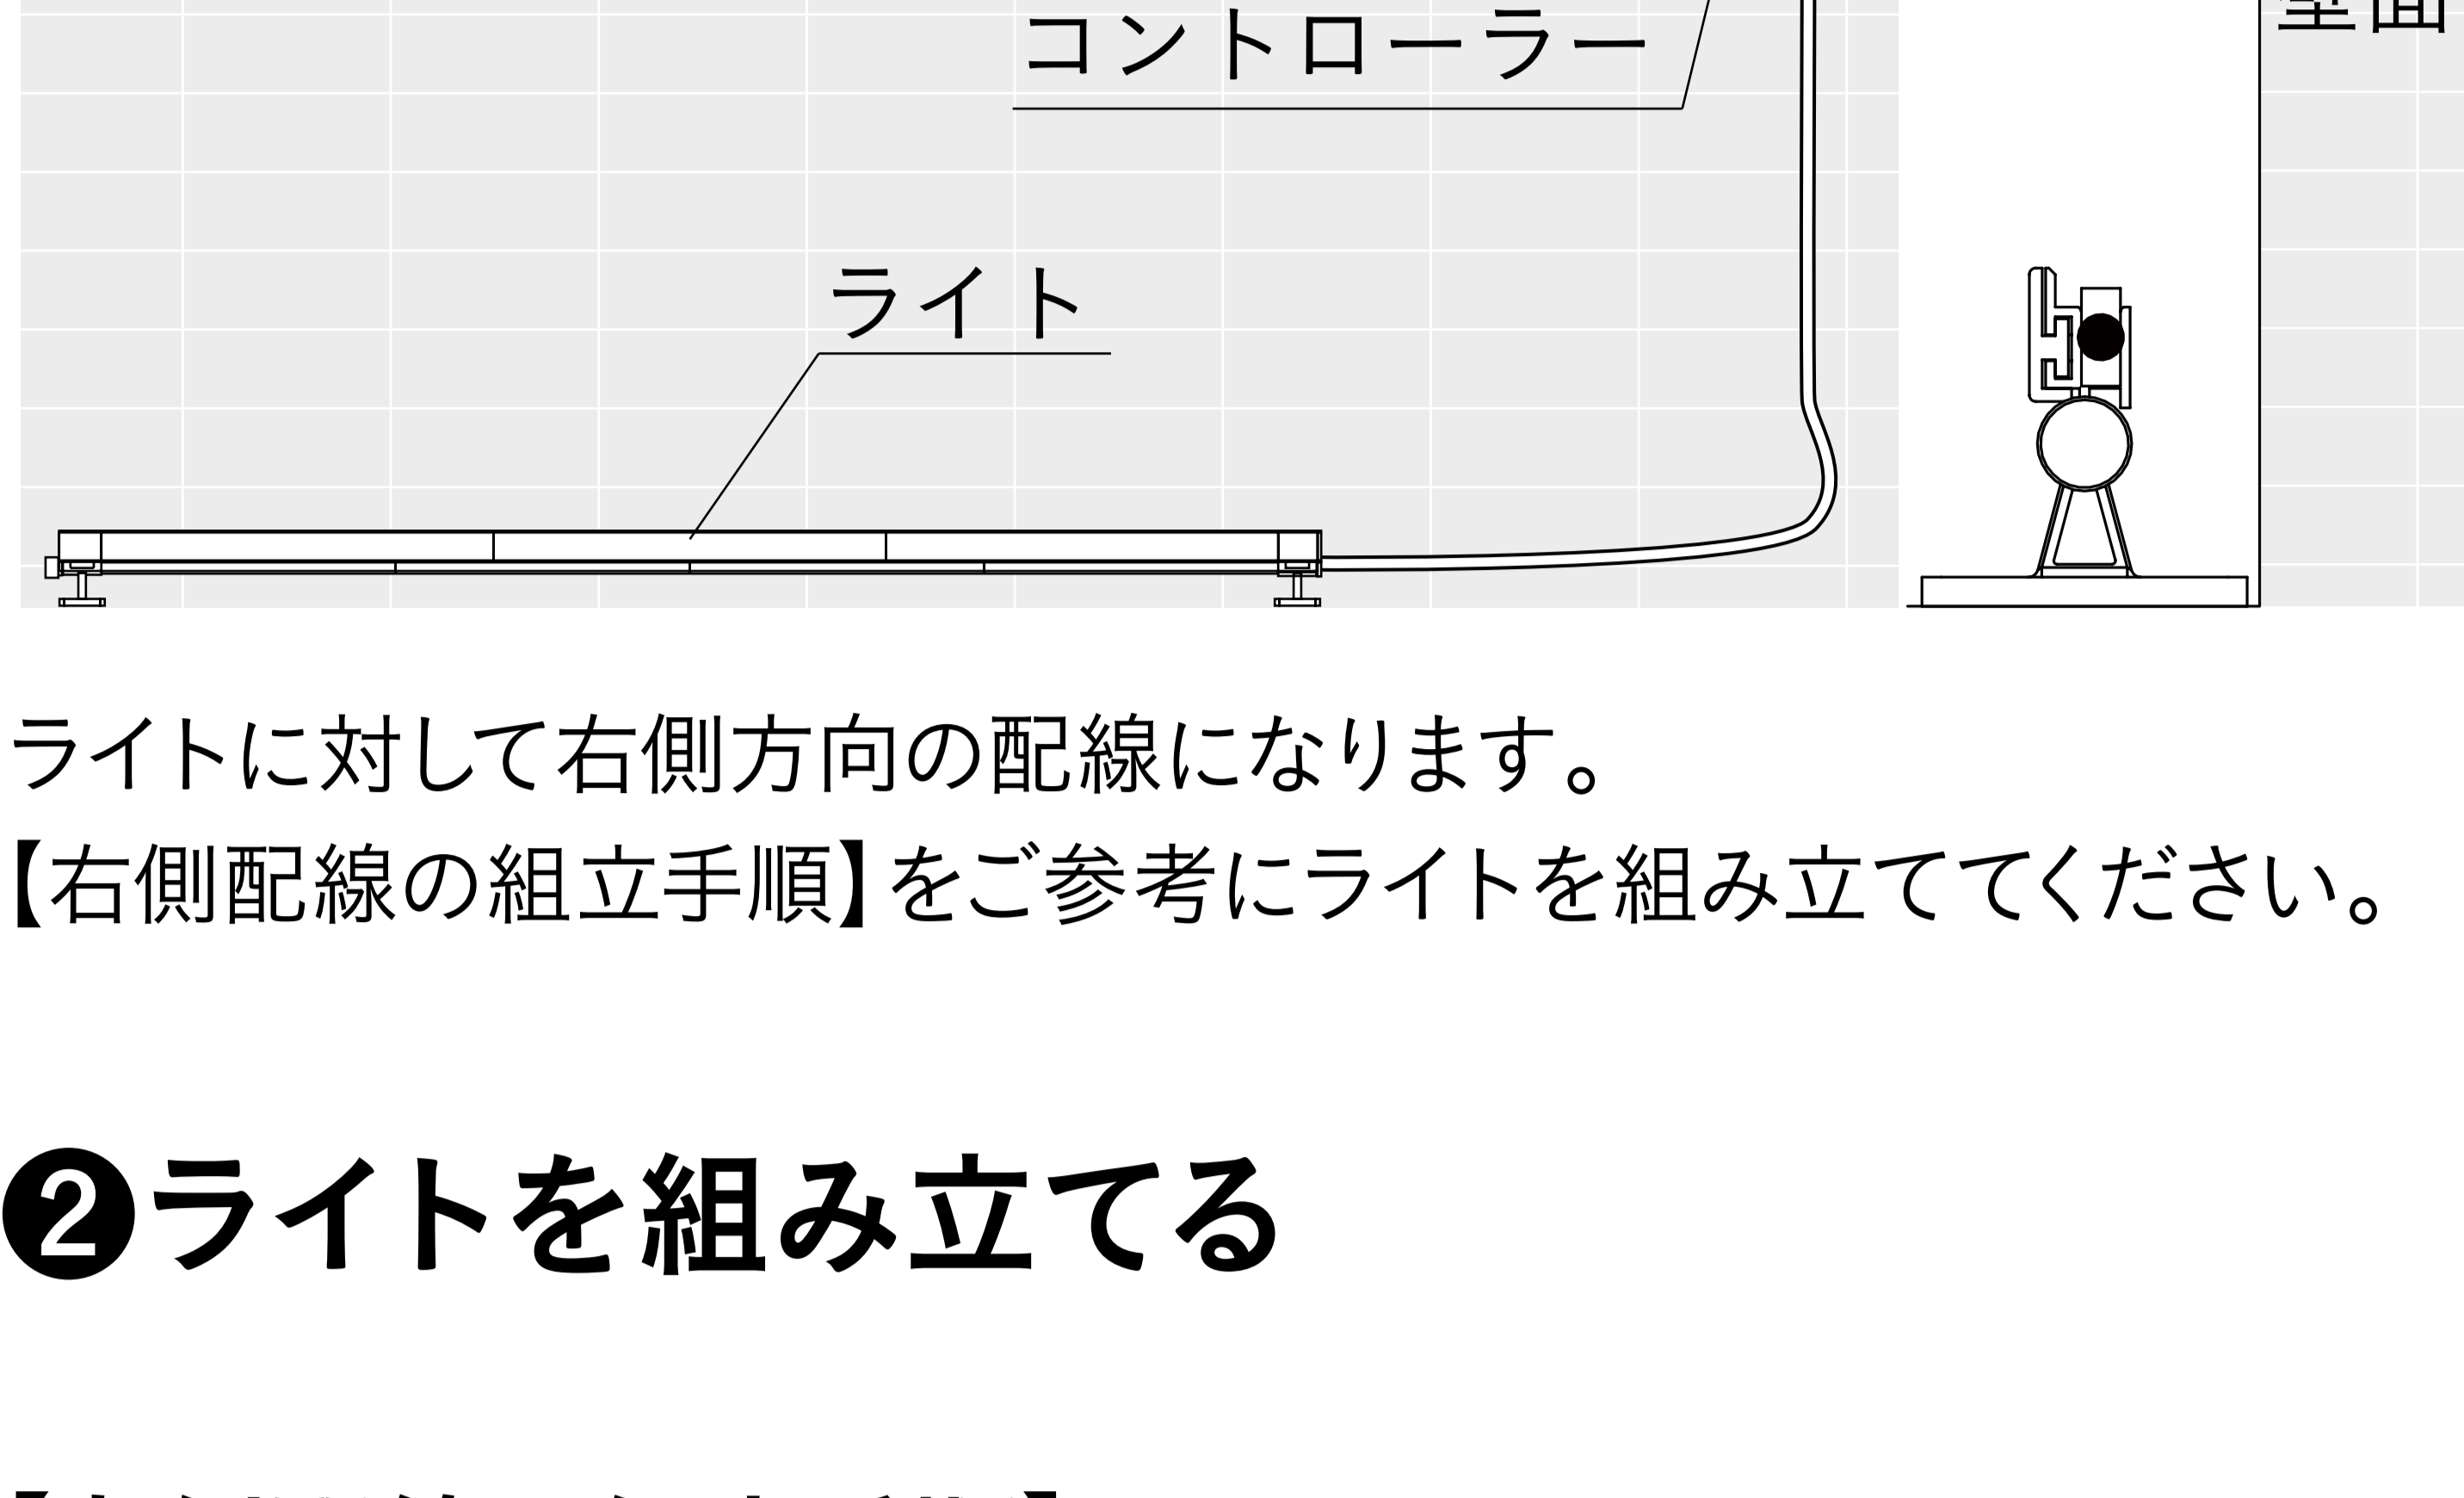 コントローラー
壁面
ライト
ライトに対して右側方向の配線になります。
【右側配線の組立手順】をご参考にライトを組み立ててください。
❷ライトを組み立てる